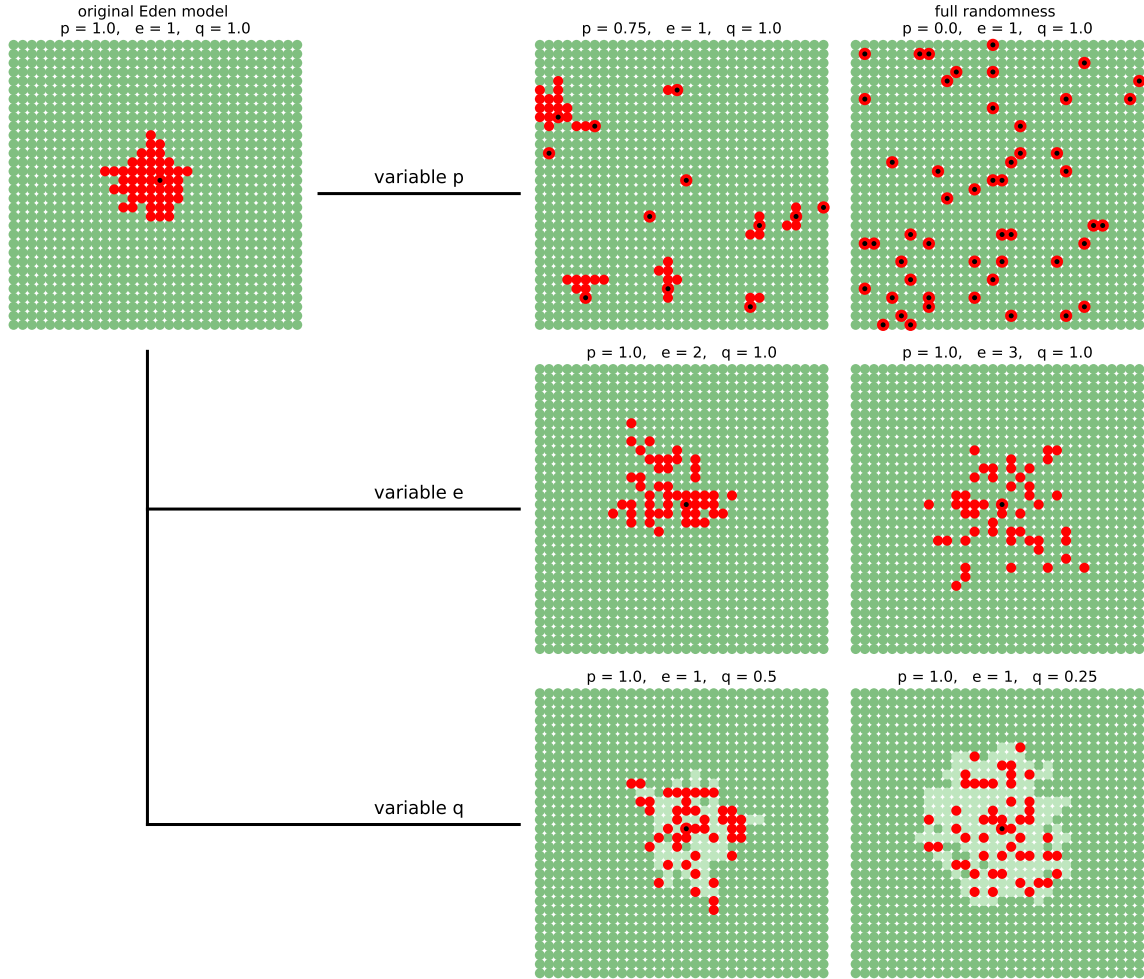 original Eden model
p = 1.0, e = 1, q = 1.0
p = 0.75, e = 1, q = 1.0
full randomness
p = 0.0, e = 1, q = 1.0
variable p
p = 1.0, e = 2, q = 1.0
p = 1.0, e = 3, q = 1.0
variable e
p = 1.0, e = 1, q = 0.5
p = 1.0, e = 1, q = 0.25
variable q